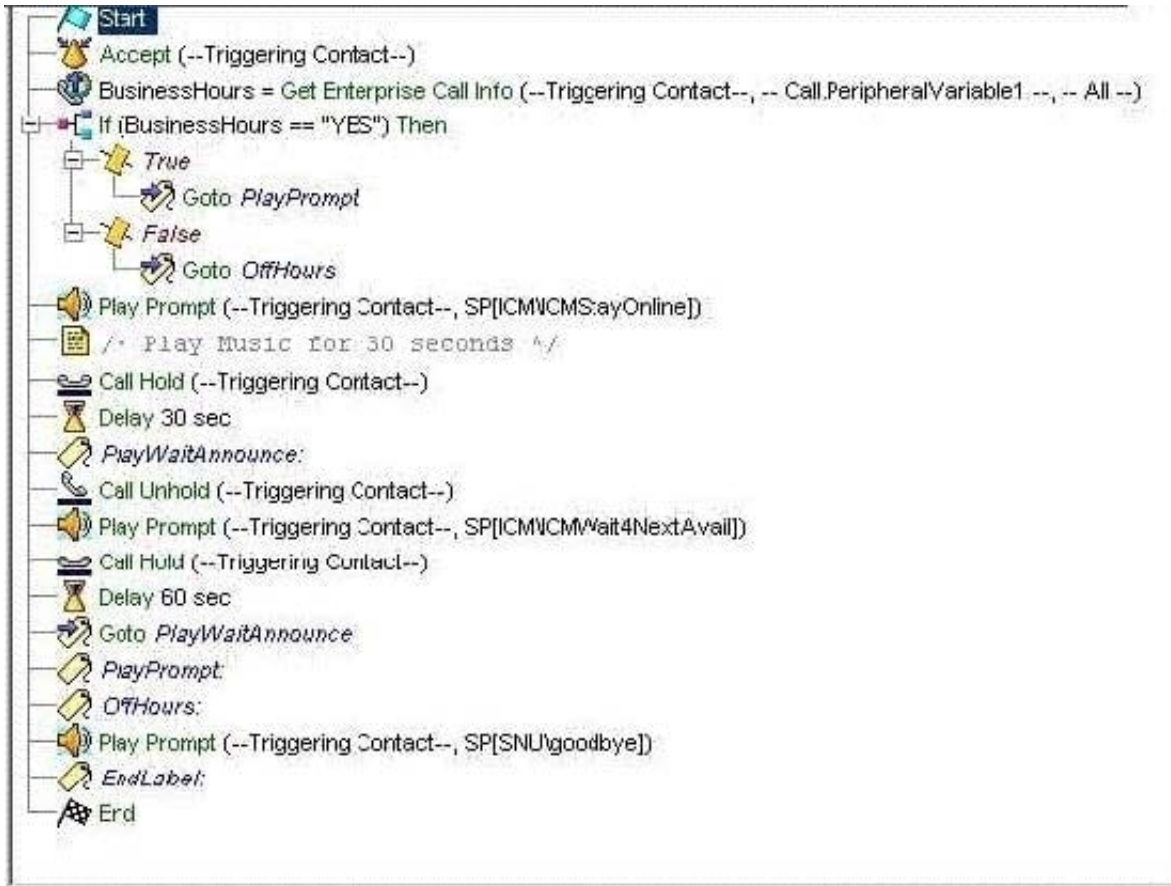 Start
Accept (--Triggering Contact--)
BusinessHours = Get Enterprise Call Info (--Triggering Contact--, -- Call.PeripheralVariable1 --, -- All --)
If (BusinessHours == "YES") Then
True
Goto PlayPrompt
False
Goto OffHours
Play Prompt (--Triggering Contact--, SP[ICM\ICMStayOnline])
/* Play Music for 30 seconds */
Call Hold (--Triggering Contact--)
Delay 30 sec
PlayWaitAnnounce:
Call Unhold (--Triggering Contact--)
Play Prompt (--Triggering Contact--, SP[ICM\ICMWait4NextAvail])
Call Hold (--Triggering Contact--)
Delay 60 sec
Goto PlayWaitAnnounce
PlayPrompt:
OffHours:
Play Prompt (--Triggering Contact--, SP[SNU\goodbye])
EndLabel:
End